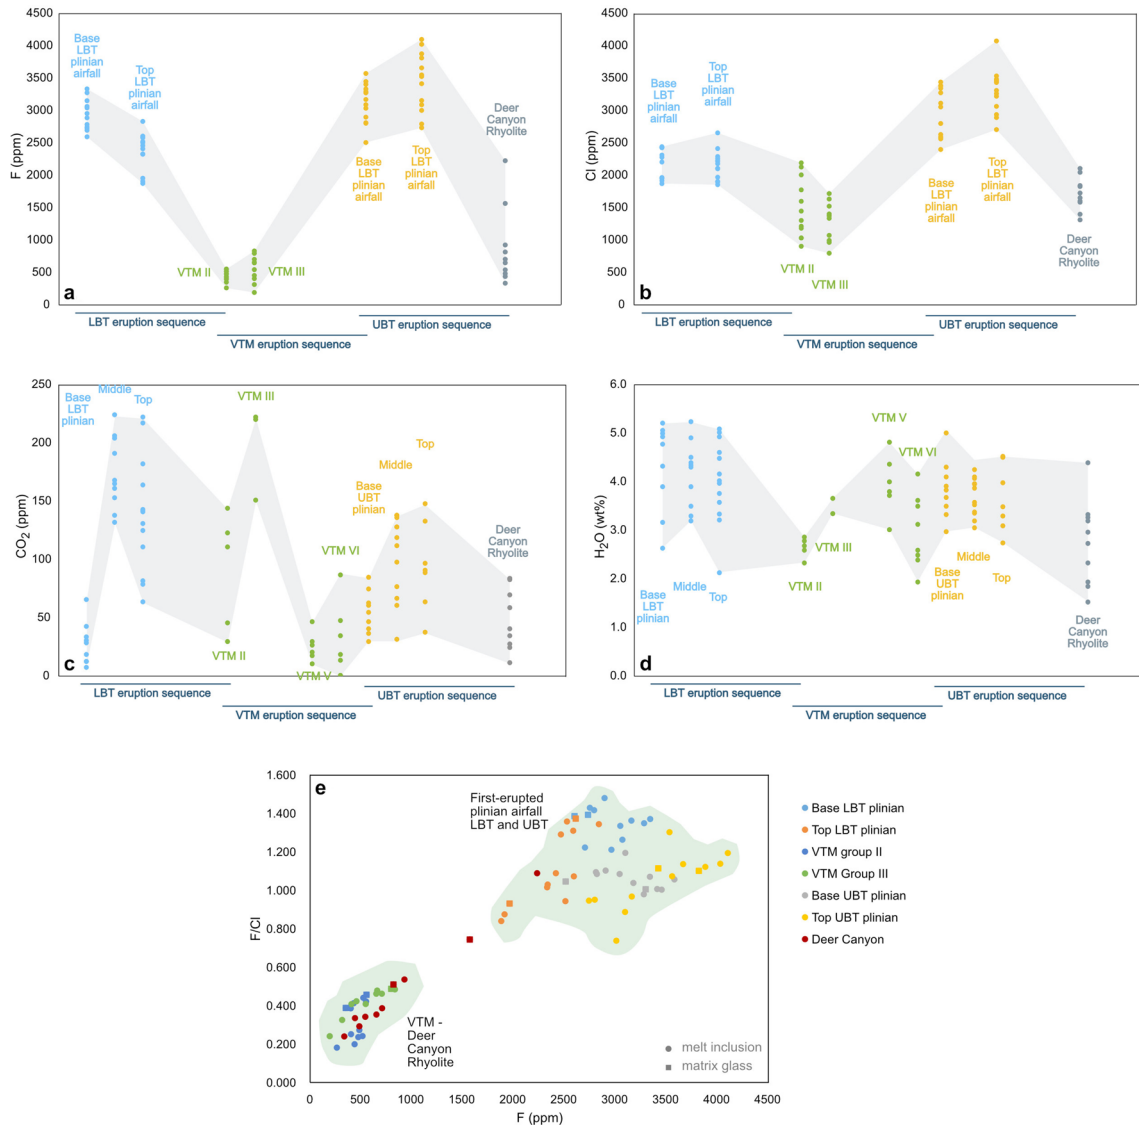 4500
4000
3500
3000
2500
2000
1500
1000
500
0
F (ppm)
Base
LBT
plinian
airfall
Top
LBT
plinian
airfall
VTM II
VTM III
Base
LBT
plinian
airfall
Top
LBT
plinian
airfall
Deer
Canyon
Rhyolite
a
LBT eruption sequence
VTM eruption sequence
UBT eruption sequence
4500
4000
3500
3000
2500
2000
1500
1000
500
0
Cl (ppm)
Base
LBT
plinian
airfall
Top
LBT
plinian
airfall
VTM II
VTM III
Base
LBT
plinian
airfall
Top
LBT
plinian
airfall
Deer
Canyon
Rhyolite
b
LBT eruption sequence
VTM eruption sequence
UBT eruption sequence
250
200
150
100
50
0
CO2 (ppm)
Base
LBT
plinian
Middle
Top
VTM II
VTM III
VTM V
VTM VI
Base
UBT
plinian
Middle
Top
Deer
Canyon
Rhyolite
c
LBT eruption sequence
VTM eruption sequence
UBT eruption sequence
6.0
5.0
4.0
3.0
2.0
1.0
0.0
H2O (wt%)
Base
LBT
plinian
Middle
Top
VTM II
VTM III
VTM V
VTM VI
Base
UBT
plinian
Middle
Top
Deer
Canyon
Rhyolite
d
LBT eruption sequence
VTM eruption sequence
UBT eruption sequence
1.600
1.400
1.200
1.000
0.800
0.600
0.400
0.200
0.000
F/Cl
e
First-erupted
plinian airfall
LBT and UBT
VTM -
Deer
Canyon
Rhyolite
melt inclusion
matrix glass
0 500 1000 1500 2000 2500 3000 3500 4000 4500
F (ppm)
Base LBT plinian
Top LBT plinian
VTM group II
VTM Group III
Base UBT plinian
Top UBT plinian
Deer Canyon